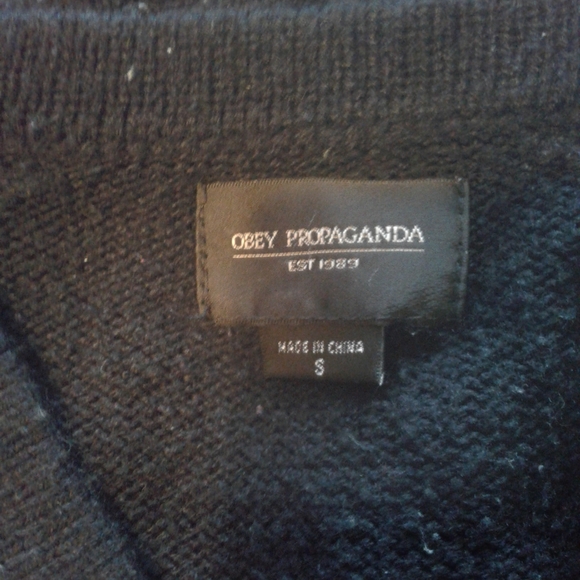 OBEY PROPAGANDA
EST 1989
MADE IN CHINA
S